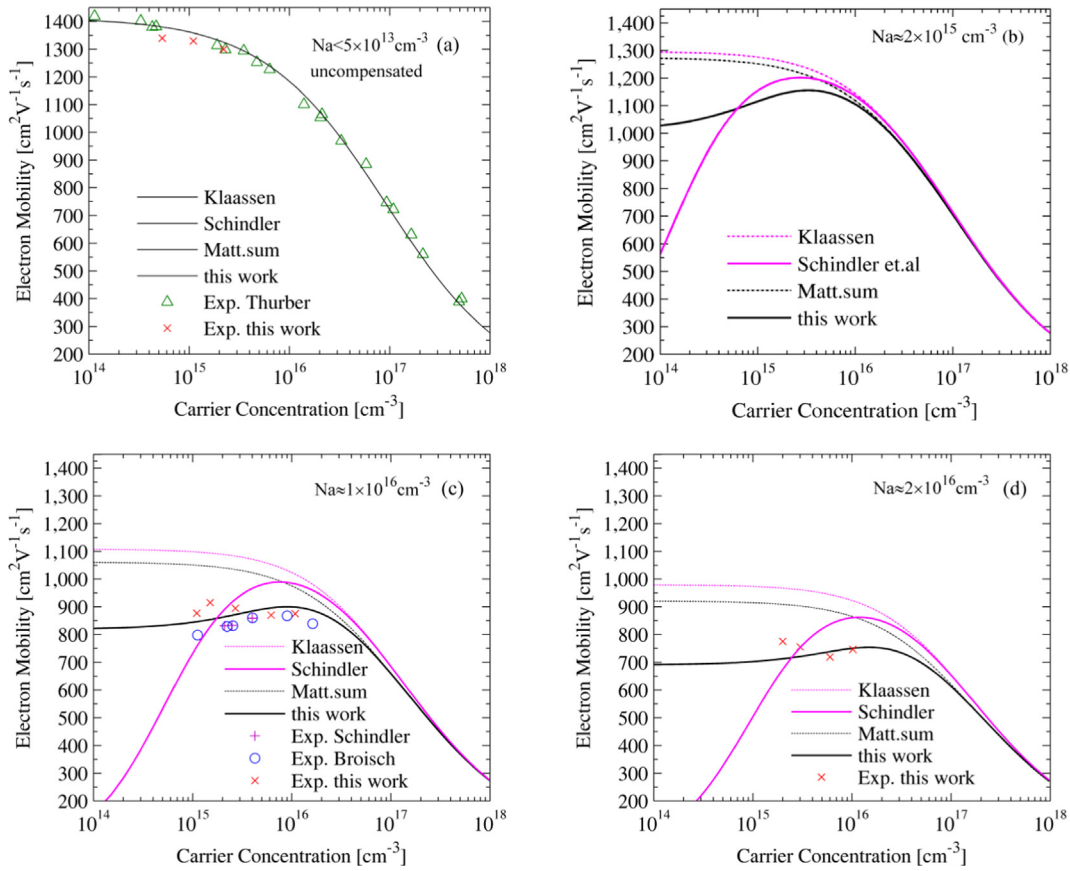 Na<5×10¹³cm⁻³ (a)
uncompensated
1400
1300
1200
1100
1000
900
800
700
600
500
400
300
200
Electron Mobility [cm²V⁻¹s⁻¹]
Klaassen
Schindler
Matt.sum
this work
Exp. Thurber
Exp. this work
10¹⁴ 10¹⁵ 10¹⁶ 10¹⁷ 10¹⁸
Carrier Concentration [cm⁻³]
Na≈2×10¹⁵ cm⁻³ (b)
1,400
1,300
1,200
1,100
1,000
900
800
700
600
500
400
300
200
Electron Mobility [cm²V⁻¹s⁻¹]
Klaassen
Schindler et.al
Matt.sum
this work
10¹⁴ 10¹⁵ 10¹⁶ 10¹⁷ 10¹⁸
Carrier Concentration [cm⁻³]
Na≈1×10¹⁶cm⁻³ (c)
1,400
1,300
1,200
1,100
1,000
900
800
700
600
500
400
300
200
Electron Mobility [cm²V⁻¹s⁻¹]
Klaassen
Schindler
Matt.sum
this work
Exp. Schindler
Exp. Broisch
Exp. this work
10¹⁴ 10¹⁵ 10¹⁶ 10¹⁷ 10¹⁸
Carrier Concentration [cm⁻³]
Na≈2×10¹⁶cm⁻³ (d)
1,400
1,300
1,200
1,100
1,000
900
800
700
600
500
400
300
200
Electron Mobility [cm²V⁻¹s⁻¹]
Klaassen
Schindler
Matt.sum
this work
Exp. this work
10¹⁴ 10¹⁵ 10¹⁶ 10¹⁷ 10¹⁸
Carrier Concentration [cm⁻³]